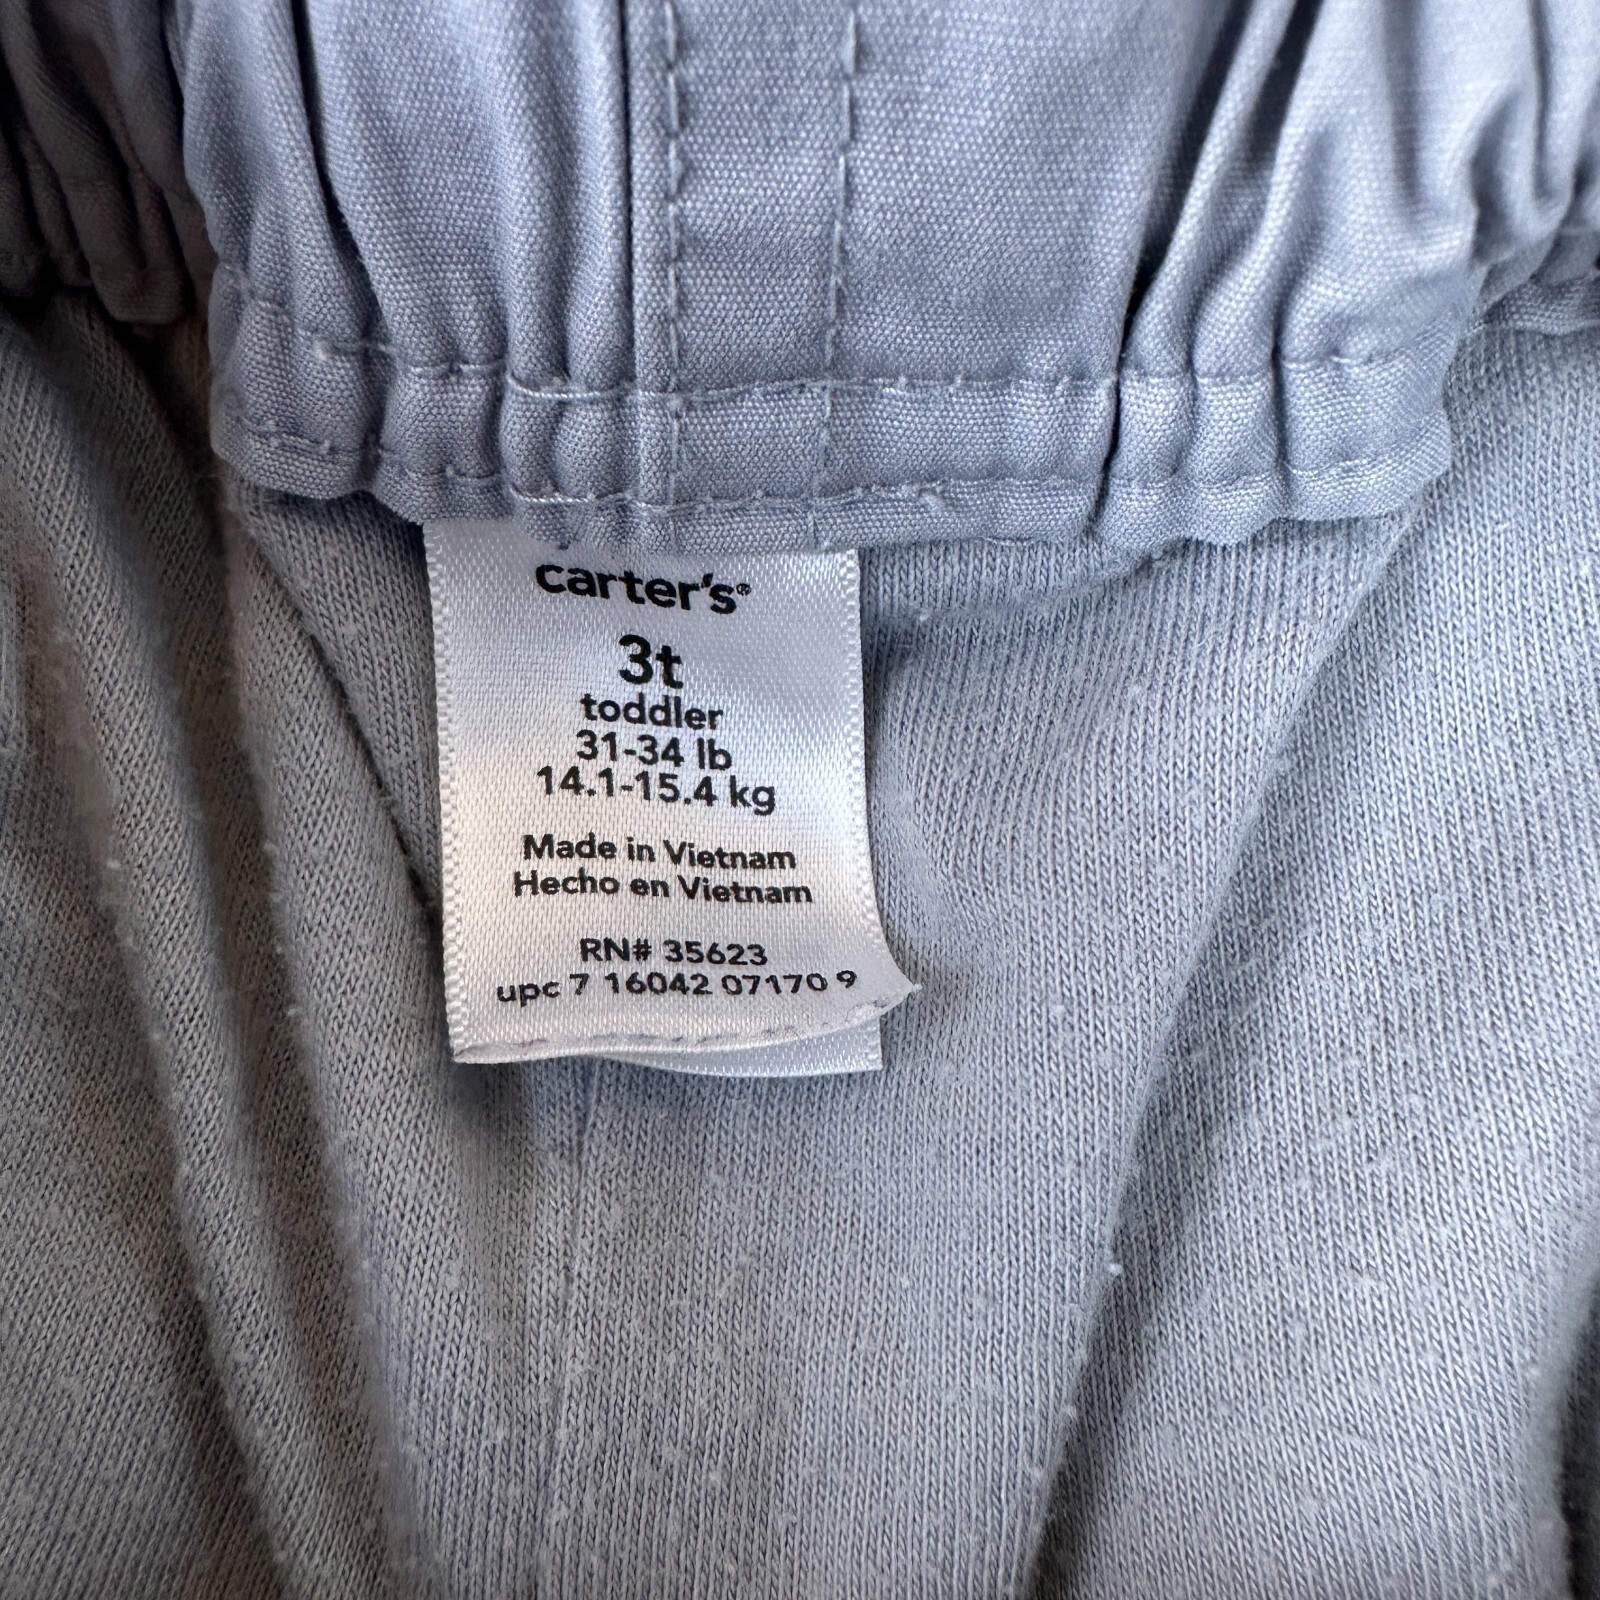 carter's®
3t
toddler
31-34 lb
14.1-15.4 kg
Made in Vietnam
Hecho en Vietnam
RN# 35623
upc 7 16042 07170 9